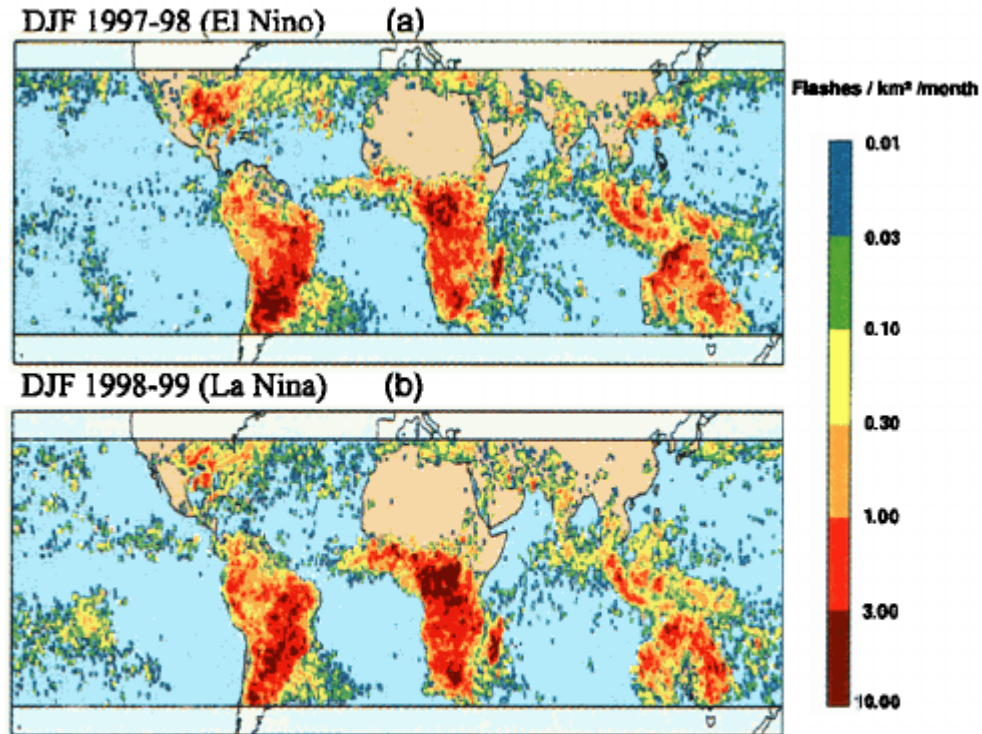 DJF 1997-98 (El Nino) (a)
Flashes / km² /month
0.01
0.03
0.10
0.30
1.00
3.00
10.00
DJF 1998-99 (La Nina) (b)